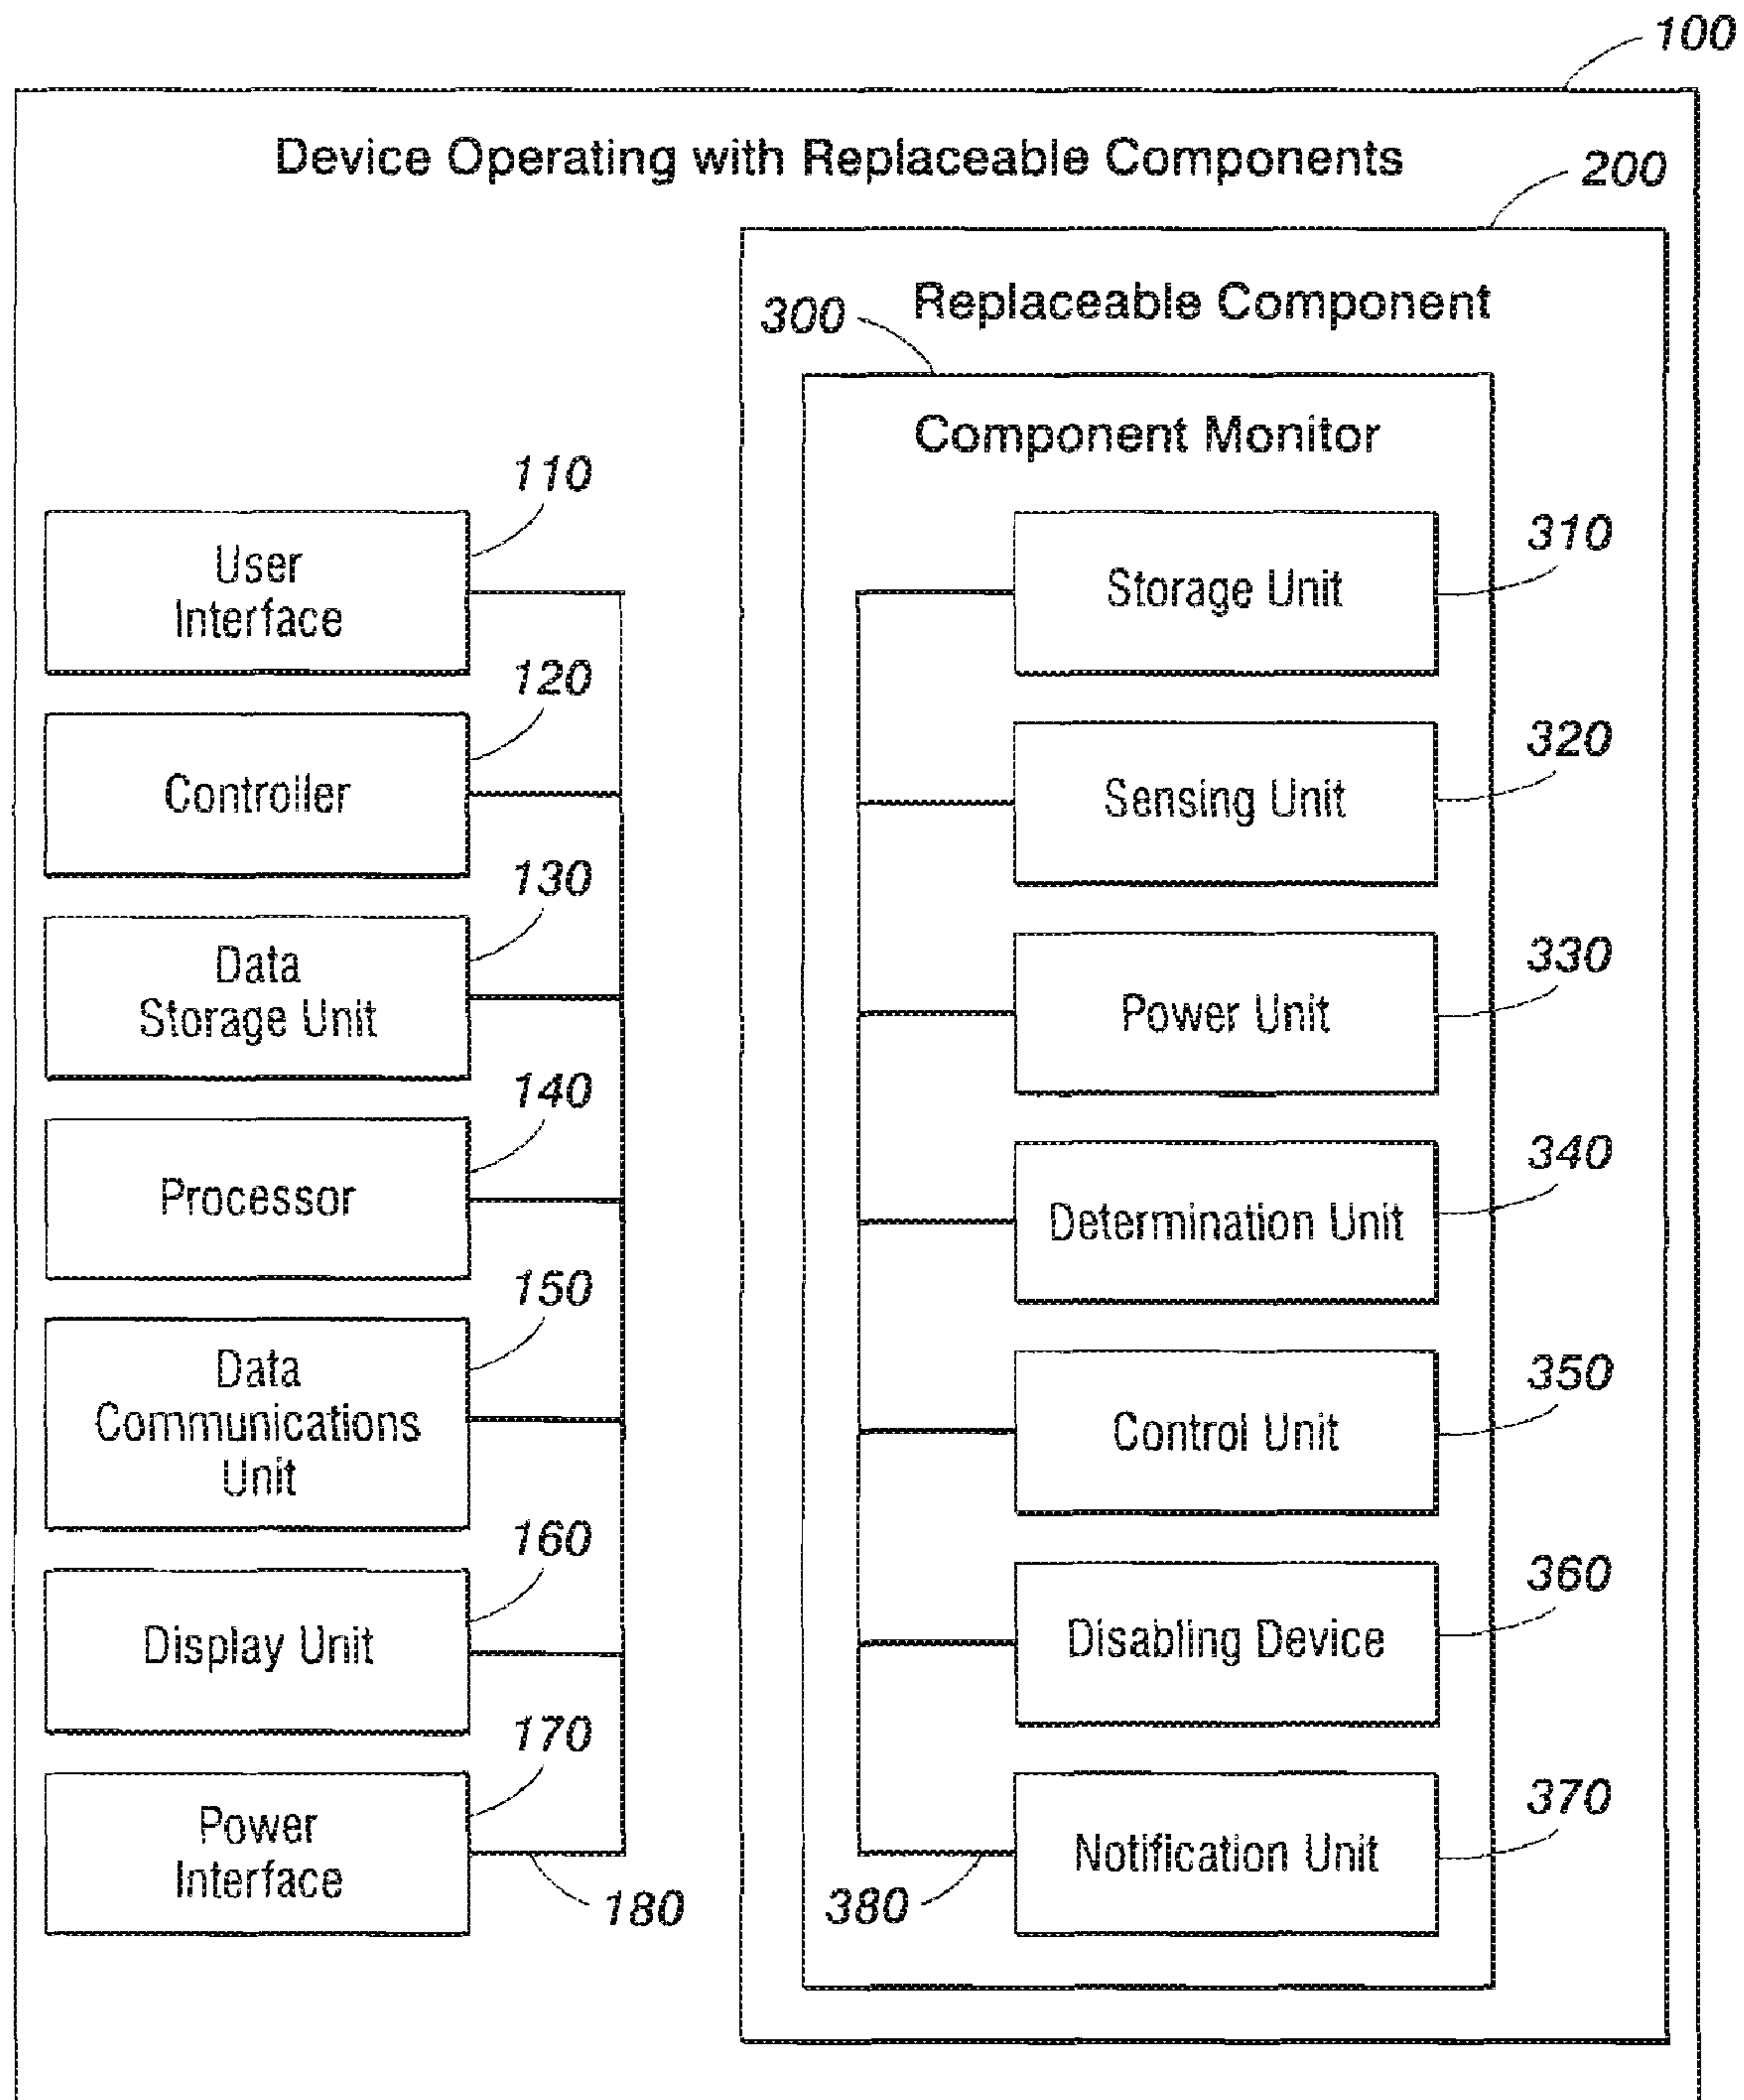 100
Device Operating with Replaceable Components
200
Replaceable Component
300
Component Monitor
110
User
Interface
120
Controller
130
Data
Storage Unit
140
Processor
150
Data
Communications
Unit
160
Display Unit
170
Power
Interface
180
310
Storage Unit
320
Sensing Unit
330
Power Unit
340
Determination Unit
350
Control Unit
360
Disabling Device
370
Notification Unit
380